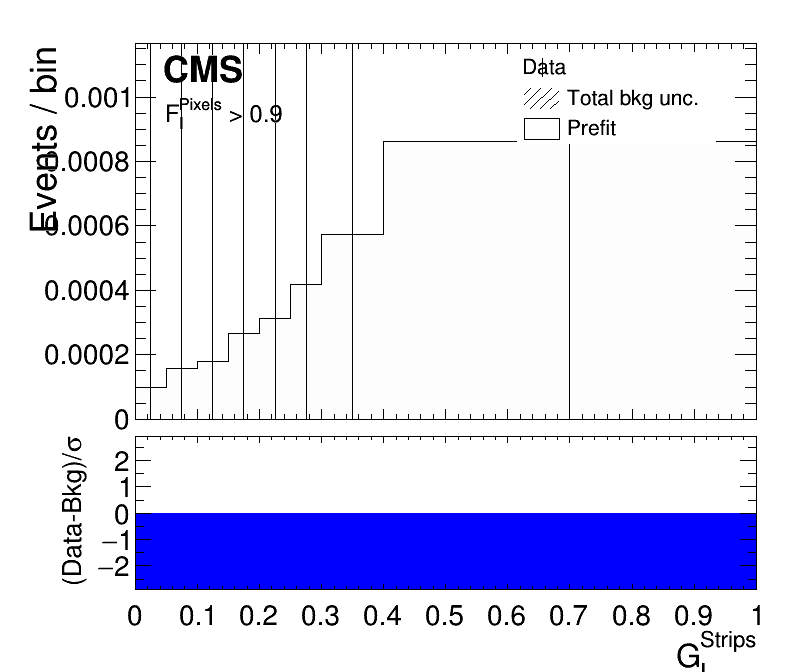 Events / bin
CMS
F_i^Pixels > 0.9
Data
Total bkg unc.
Prefit
0.001
0.0008
0.0006
0.0004
0.0002
0
(Data-Bkg)/σ
2
1
0
−1
−2
0 0.1 0.2 0.3 0.4 0.5 0.6 0.7 0.8 0.9 1
G_i^Strips